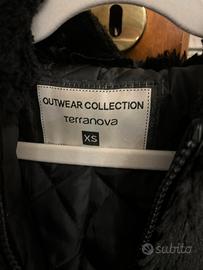 OUTWEAR COLLECTION
Terranova
XS
subito